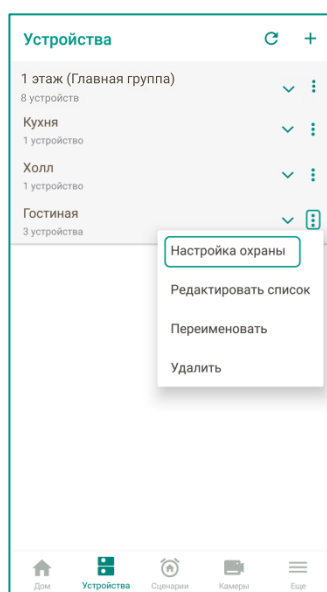 Устройства
1 этаж (Главная группа)
8 устройств
Кухня
1 устройство
Холл
1 устройство
Гостиная
3 устройства
Настройка охраны
Редактировать список
Переименовать
Удалить
Дом Устройства Сценарии Камеры Еще